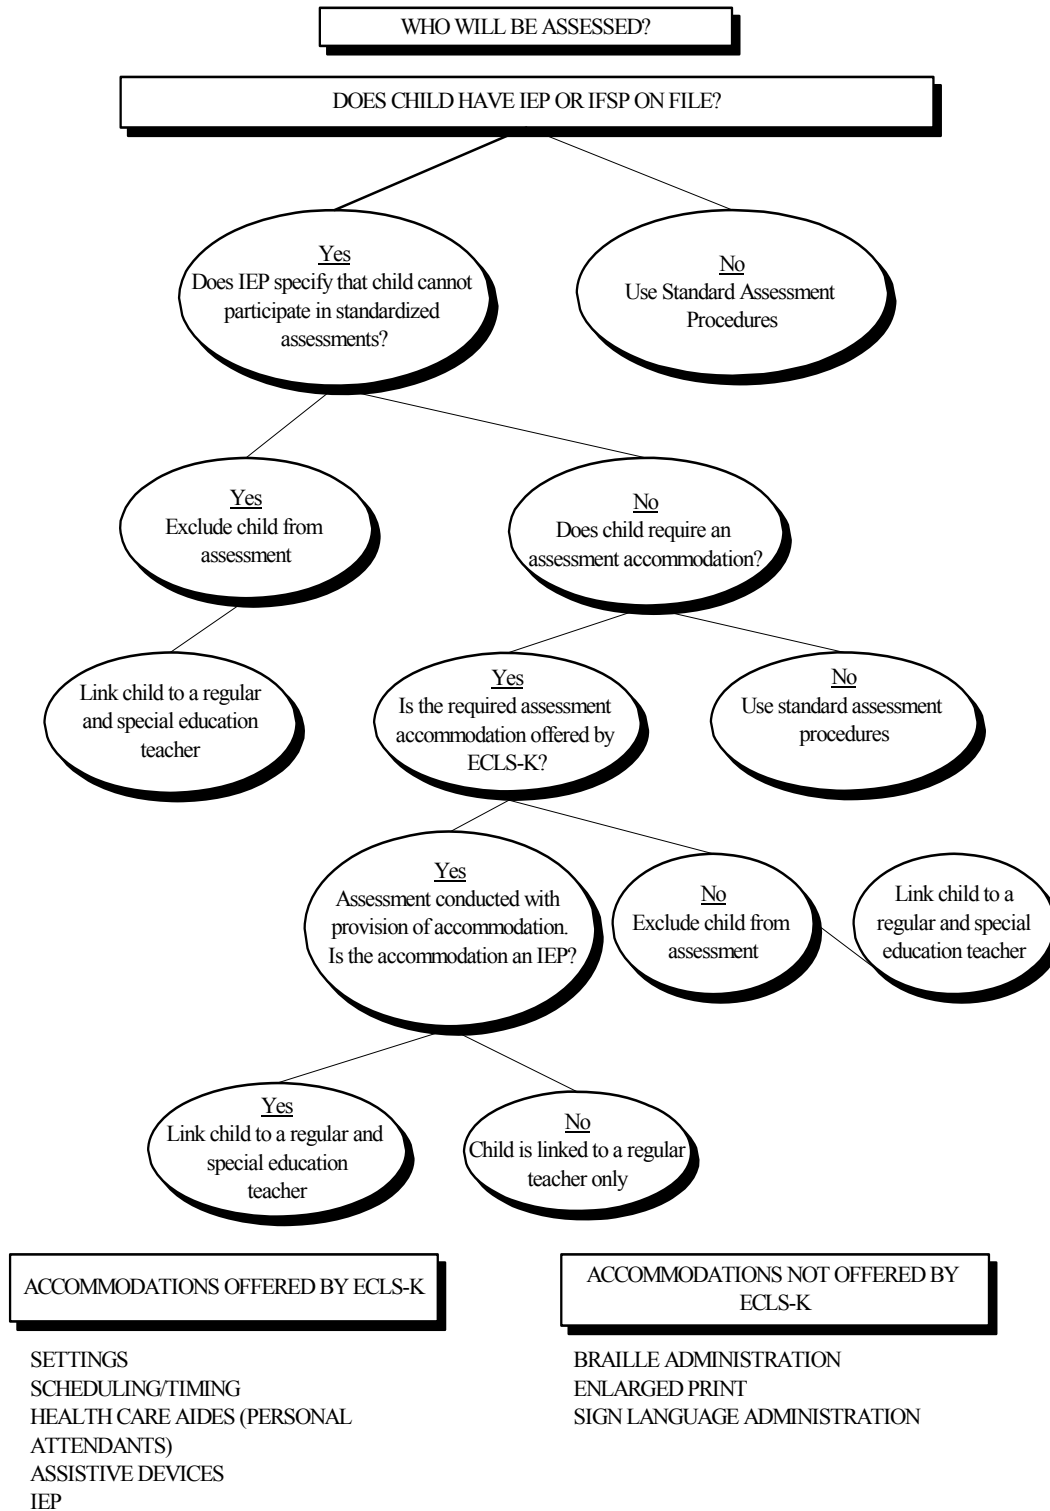 WHO WILL BE ASSESSED?
DOES CHILD HAVE IEP OR IFSP ON FILE?
Yes
Does IEP specify that child cannot
participate in standardized
assessments?
No
Use Standard Assessment
Procedures
Yes
Exclude child from
assessment
No
Does child require an
assessment accommodation?
Link child to a regular
and special education
teacher
Yes
Is the required assessment
accommodation offered by
ECLS-K?
No
Use standard assessment
procedures
Yes
Assessment conducted with
provision of accommodation.
Is the accommodation an IEP?
No
Exclude child from
assessment
Link child to a
regular and special
education teacher
Yes
Link child to a regular and
special education
teacher
No
Child is linked to a regular
teacher only
ACCOMMODATIONS OFFERED BY ECLS-K
SETTINGS
SCHEDULING/TIMING
HEALTH CARE AIDES (PERSONAL
ATTENDANTS)
ASSISTIVE DEVICES
IEP
ACCOMMODATIONS NOT OFFERED BY
ECLS-K
BRAILLE ADMINISTRATION
ENLARGED PRINT
SIGN LANGUAGE ADMINISTRATION